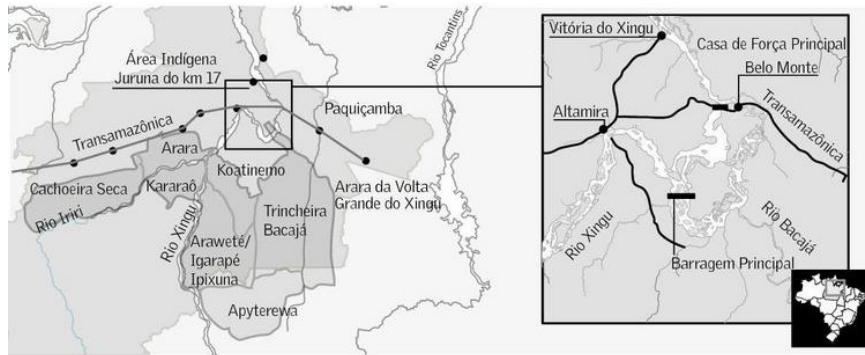 Área Indígena
Juruna do km 17
Transamazônica
Arara
Cachoeira Seca
Kararaô
Rio Iriri
Rio Xingu
Koatinemo
Araweté/
Igarapé
Ipixuna
Trincheira
Bacajá
Apyterewa
Paquiçamba
Arara da Volta
Grande do Xingu
Rio Tocantins
Vitória do Xingu
Casa de Força Principal
Belo Monte
Altamira
Transamazônica
Rio Xingu
Rio Bacajá
Barragem Principal